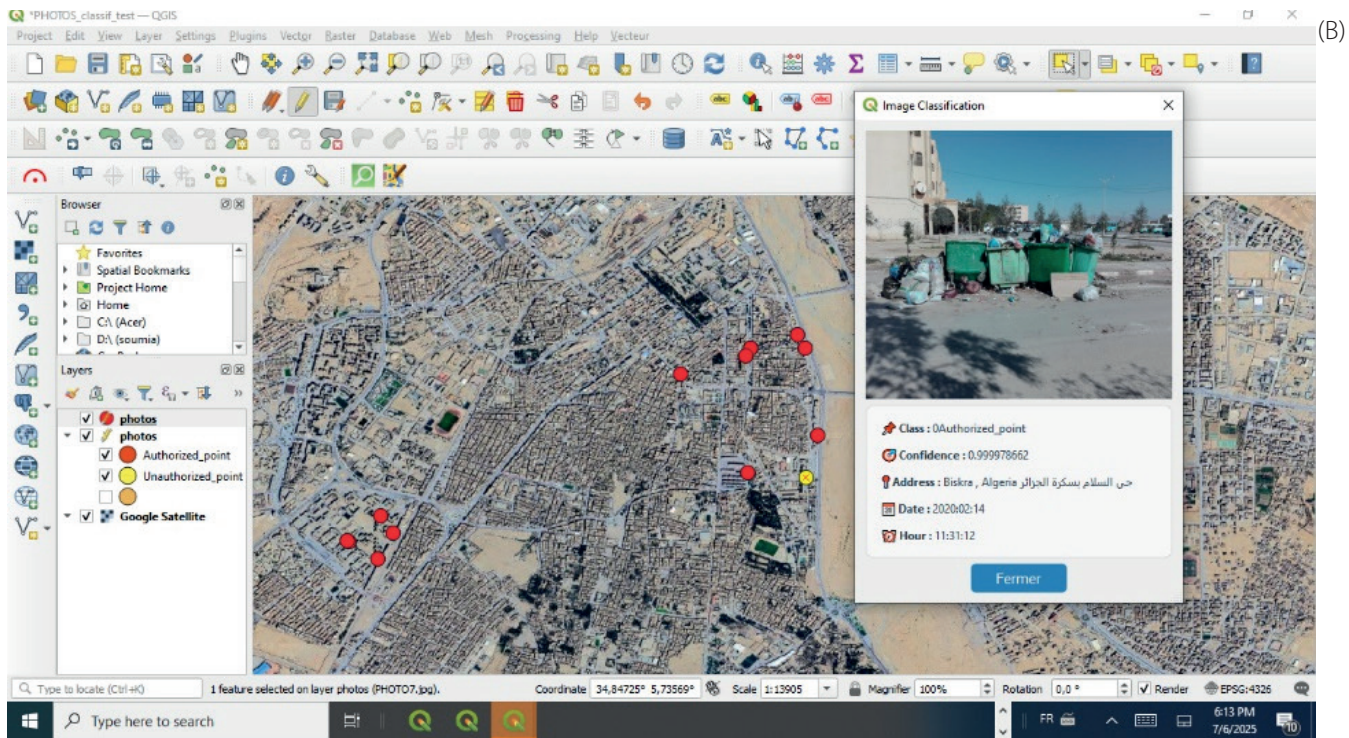 *PHOTOS_classif_test — QGIS
(B)
Project Edit View Layer Settings Plugins Vector Raster Database Web Mesh Processing Help Vecteur
Image Classification
Browser
Favorites
Spatial Bookmarks
Project Home
Home
C:\ (Acer)
D:\ (soumia)
Layers
photos
photos
Authorized_point
Unauthorized_point
Google Satellite
Class : 0Authorized_point
Confidence : 0.999978662
Address : Biskra , Algeria حي السلام بسكرة الجزائر
Date : 2020:02:14
Hour : 11:31:12
Fermer
Type to locate (Ctrl+K) 1 feature selected on layer photos (PHOTO7.jpg). Coordinate 34,84725° 5,73569° Scale 1:13905 Magnifier 100% Rotation 0,0 ° Render EPSG:4326
Type here to search FR 6:13 PM
7/6/2025
10